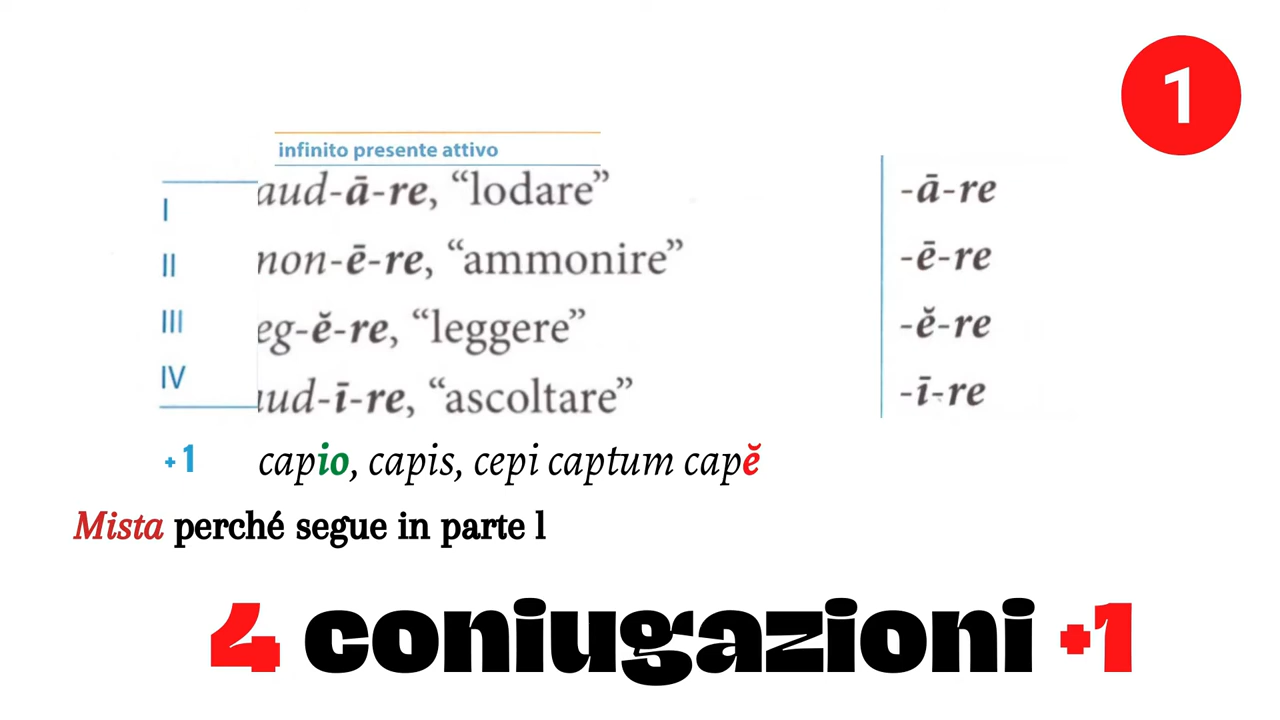 1
infinito presente attivo
I aud-ā-re, “lodare” -ā-re
II non-ē-re, “ammonire” -ē-re
III eg-ĕ-re, “leggere” -ĕ-re
IV ud-ī-re, “ascoltare” -ī-re
+1 capio, capis, cepi captum capĕ
Mista perché segue in parte l
4 coniugazioni +1